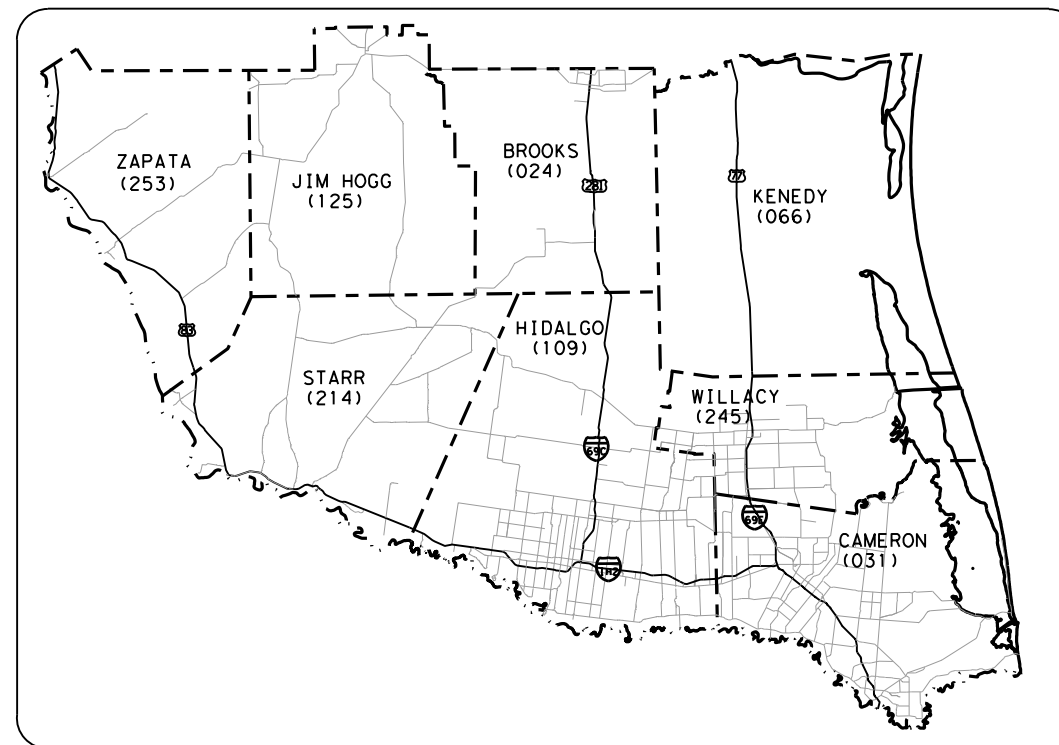 ZAPATA
(253)
JIM HOGG
(125)
BROOKS
(024)
281
77
KENEDY
(066)
83
HIDALGO
(109)
STARR
(214)
WILLACY
(245)
69C
69E
CAMERON
(031)
IH2